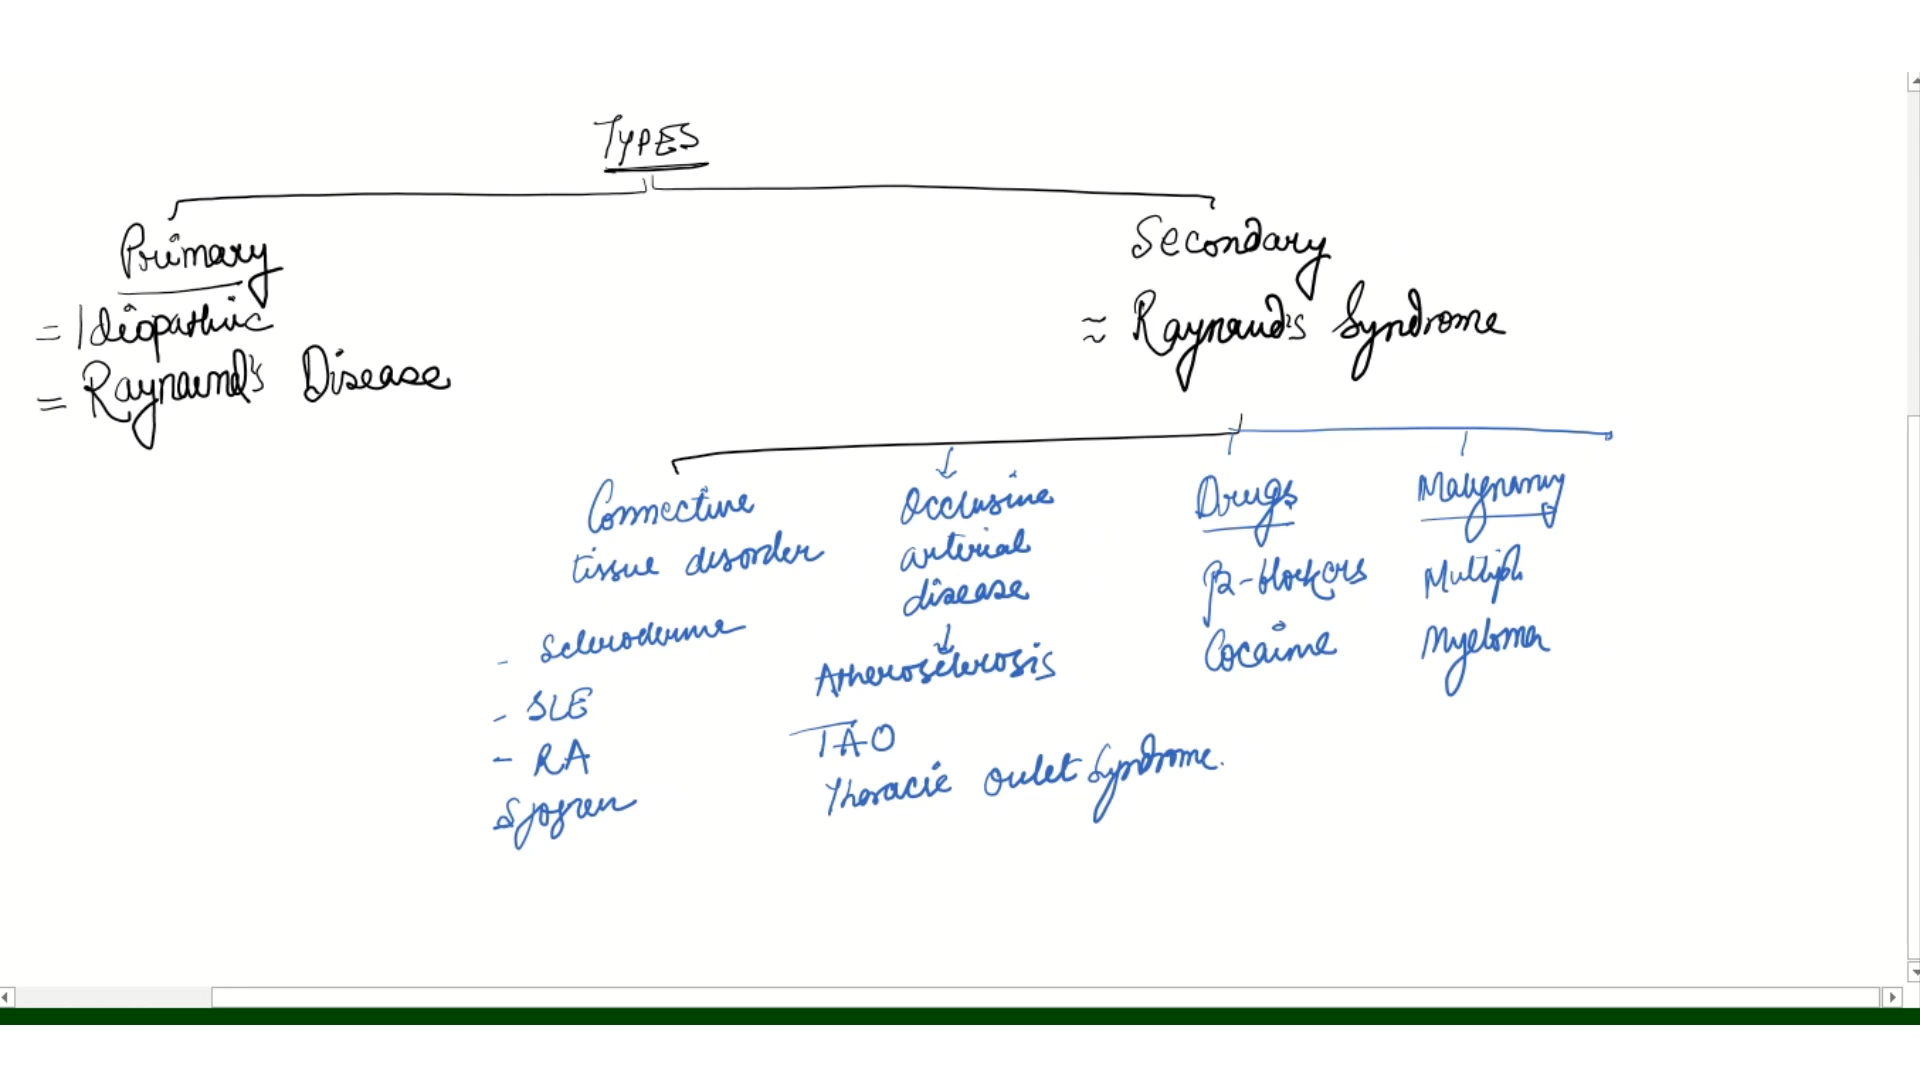 TYPES
Primary
= Idiopathic
= Raynaud's Disease
Secondary
≈ Raynaud's Syndrome
Connective
tissue disorder
- Scleroderma
- SLE
- RA
Sjogren
Occlusive
arterial
disease
Atherosclerosis
TAO
Thoracic outlet Syndrome.
Drugs
β-blockers
Cocaine
Malignancy
Multiple
Myeloma